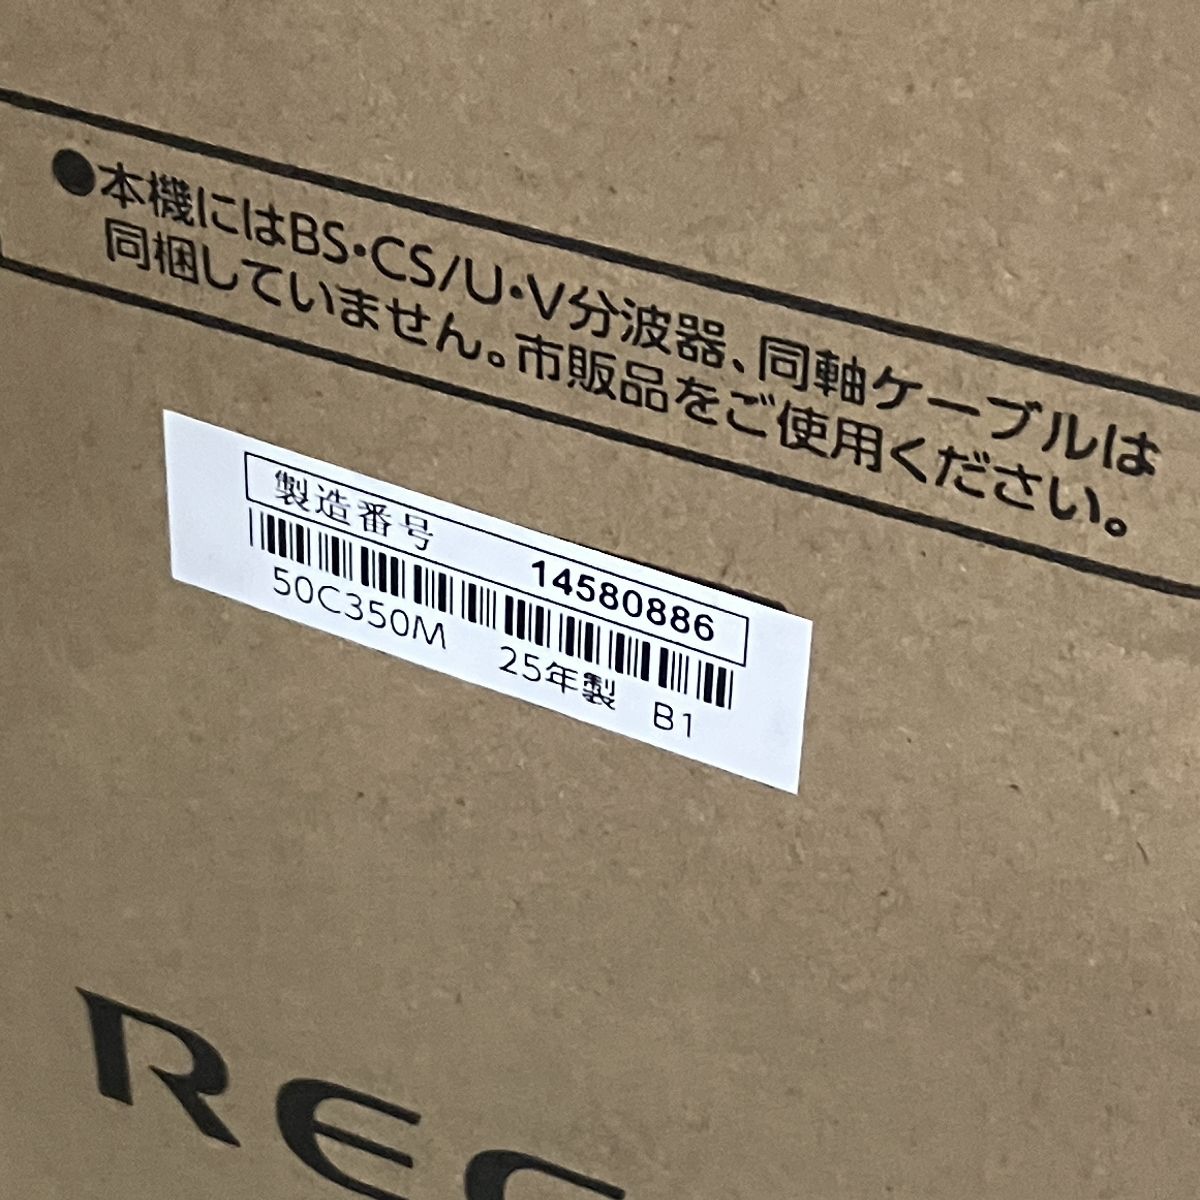 ●本機にはBS・CS/U・V分波器、同軸ケーブルは
同梱していません。市販品をご使用ください。
製造番号 14580886
50C350M 25年製 B1
REG